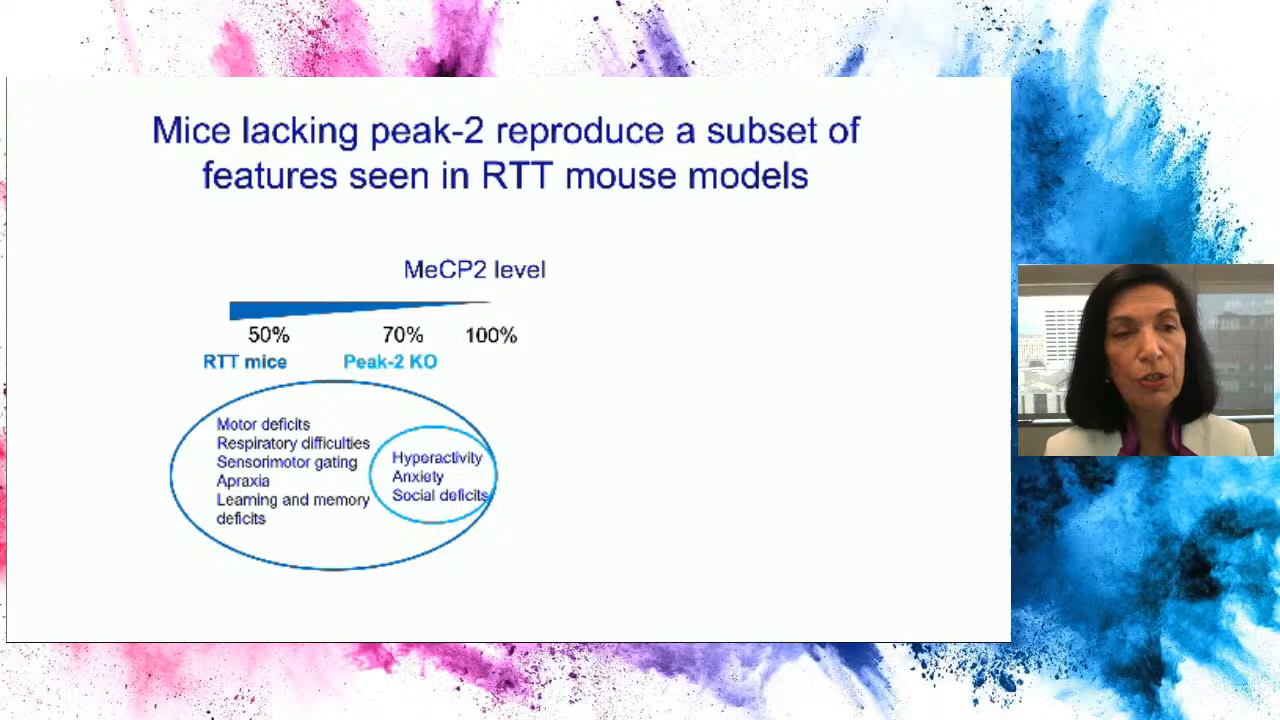 Mice lacking peak-2 reproduce a subset of
features seen in RTT mouse models
MeCP2 level
50%
70%
100%
RTT mice
Peak-2 KO
Motor deficits
Respiratory difficulties
Sensorimotor gating
Apraxia
Learning and memory
deficits
Hyperactivity
Anxiety
Social deficits